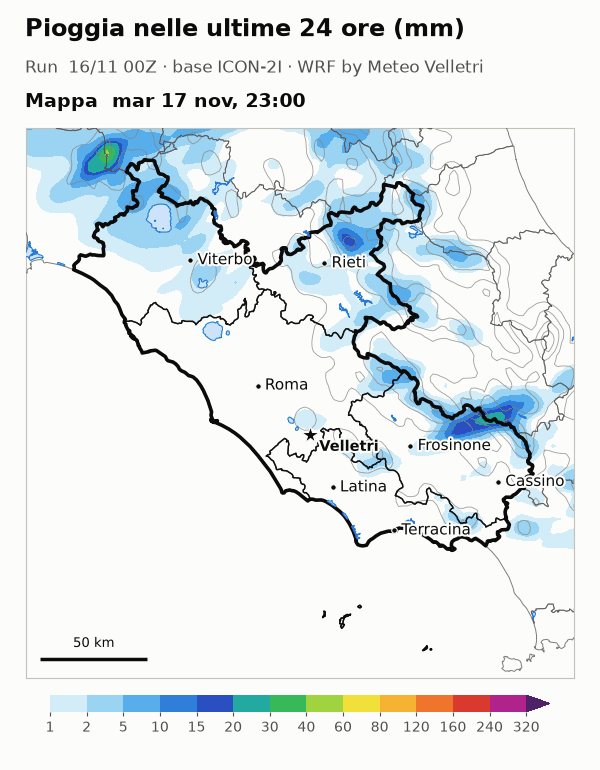 Pioggia nelle ultime 24 ore (mm)
Run 16/11 00Z · base ICON-2I · WRF by Meteo Velletri
Mappa mar 17 nov, 23:00
Viterbo
Rieti
Roma
Velletri
Frosinone
Cassino
Latina
Terracina
50 km
1 2 5 10 15 20 30 40 60 80 120 160 240 320